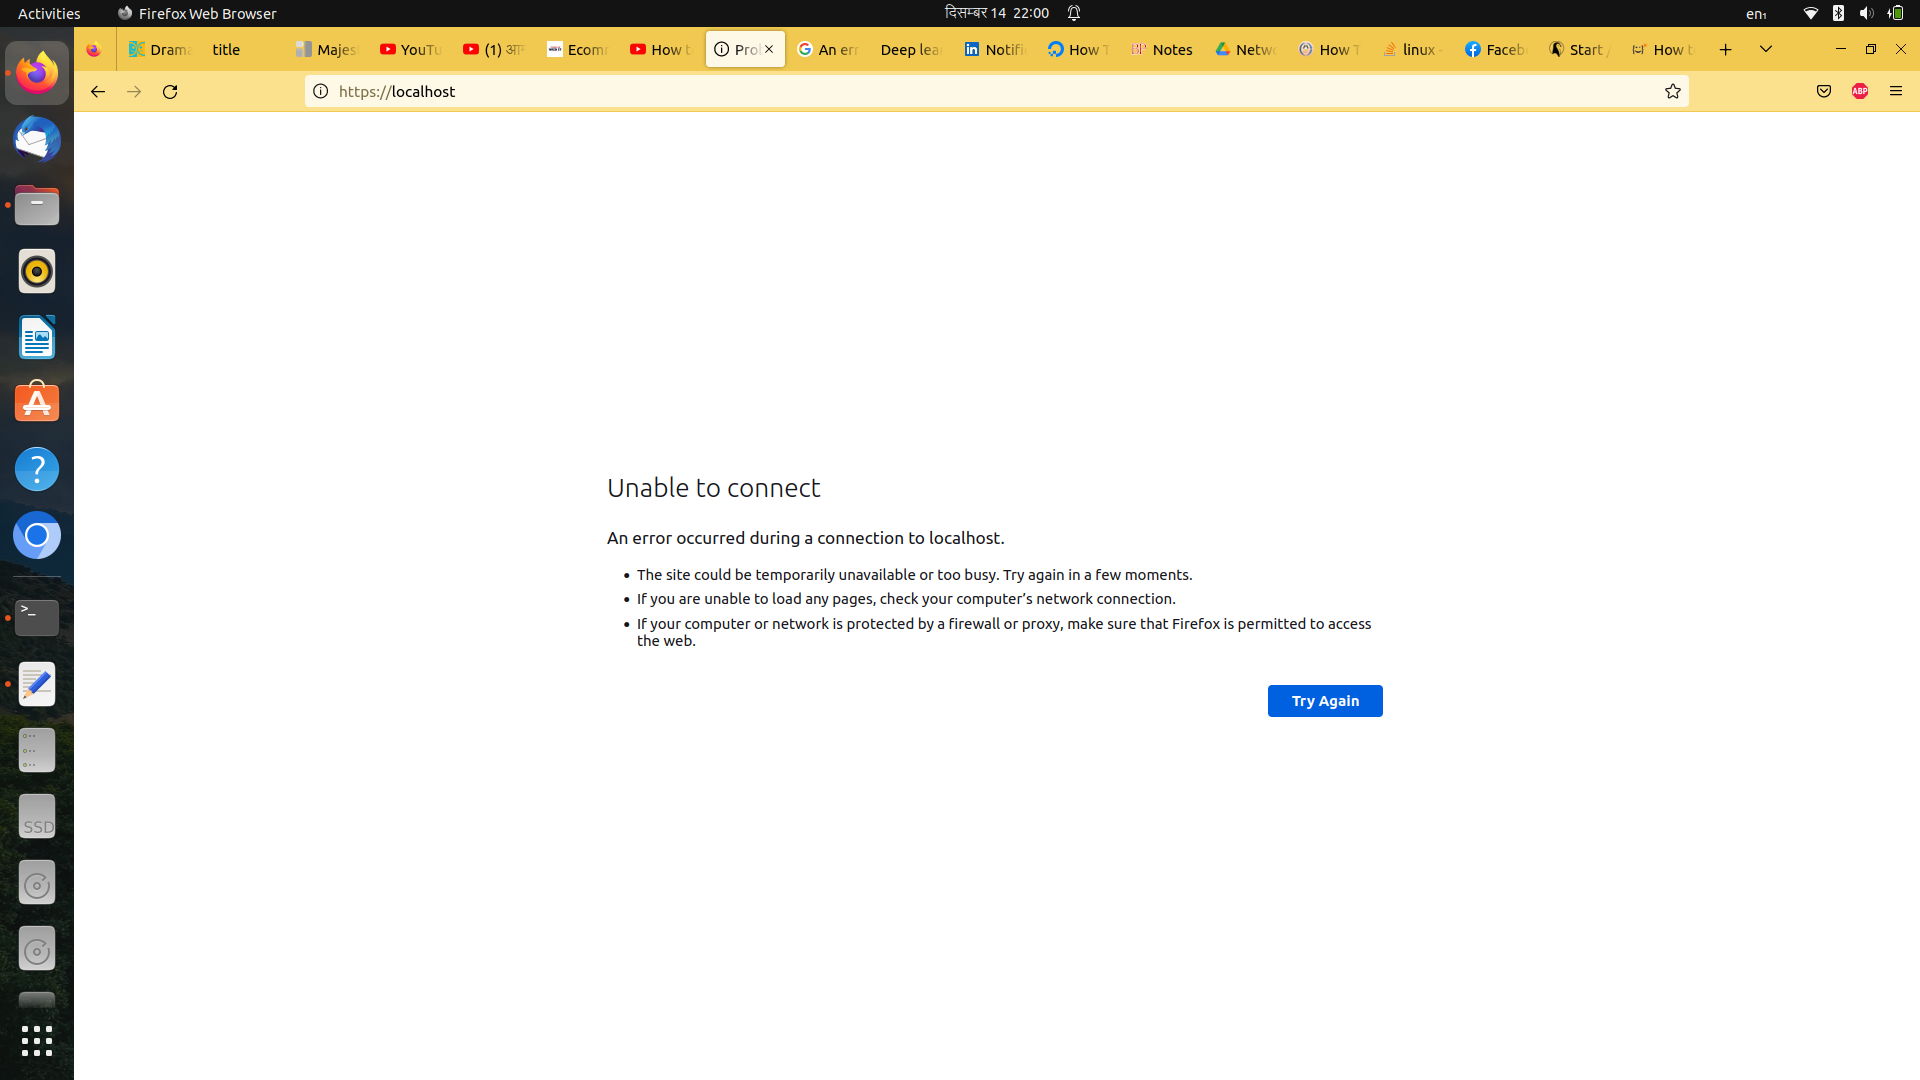 Activities Firefox Web Browser दिसम्बर 14 22:00 en₁
Drama title Majes YouTu (1) आ Ecom How t Pro An err Deep lea Notifi How T Notes Netw How T linux - Faceb Start / How t
https://localhost
ABP
Unable to connect
An error occurred during a connection to localhost.
The site could be temporarily unavailable or too busy. Try again in a few moments.
If you are unable to load any pages, check your computer’s network connection.
If your computer or network is protected by a firewall or proxy, make sure that Firefox is permitted to access
the web.
Try Again
>_
SSD